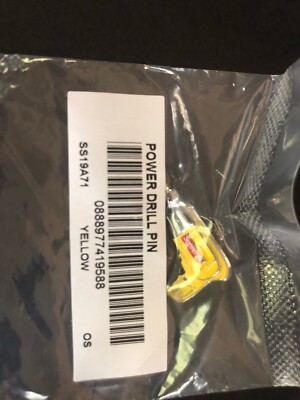 POWER DRILL PIN
0888977419588
SS19A71
YELLOW
OS